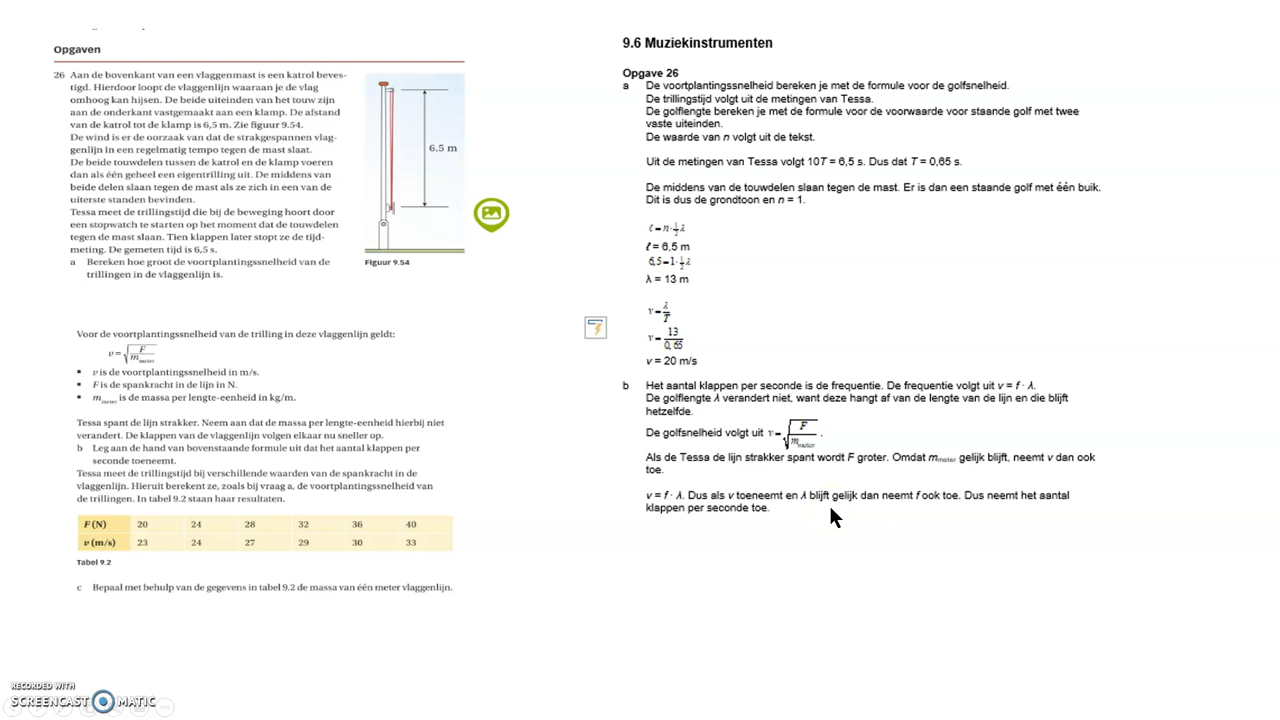 Opgaven
26 Aan de bovenkant van een vlaggenmast is een katrol beves-
tigd. Hierdoor loopt de vlaggenlijn waaraan je de vlag
omhoog kan hijsen. De beide uiteinden van het touw zijn
aan de onderkant vastgemaakt aan een klamp. De afstand
van de katrol tot de klamp is 6,5 m. Zie figuur 9.54.
De wind is er de oorzaak van dat de strakgespannen vlag-
genlijn in een regelmatig tempo tegen de mast slaat.
De beide touwdelen tussen de katrol en de klamp voeren
dan als één geheel een eigentrilling uit. De middens van
beide delen slaan tegen de mast als ze zich in een van de
uiterste standen bevinden.
Tessa meet de trillingstijd die bij de beweging hoort door
een stopwatch te starten op het moment dat de touwdelen
tegen de mast slaan. Tien klappen later stopt ze de tijd-
meting. De gemeten tijd is 6,5 s.
a Bereken hoe groot de voortplantingssnelheid van de
trillingen in de vlaggenlijn is.
6,5 m
Figuur 9.54
Voor de voortplantingssnelheid van de trilling in deze vlaggenlijn geldt:
v = √(F / m_meter)
▪ v is de voortplantingssnelheid in m/s.
▪ F is de spankracht in de lijn in N.
▪ m_meter is de massa per lengte-eenheid in kg/m.
Tessa spant de lijn strakker. Neem aan dat de massa per lengte-eenheid hierbij niet
verandert. De klappen van de vlaggenlijn volgen elkaar nu sneller op.
b Leg aan de hand van bovenstaande formule uit dat het aantal klappen per
seconde toeneemt.
Tessa meet de trillingstijd bij verschillende waarden van de spankracht in de
vlaggenlijn. Hieruit berekent ze, zoals bij vraag a, de voortplantingssnelheid van
de trillingen. In tabel 9.2 staan haar resultaten.
F (N) 20 24 28 32 36 40
v (m/s) 23 24 27 29 30 33
Tabel 9.2
c Bepaal met behulp van de gegevens in tabel 9.2 de massa van één meter vlaggenlijn.
9.6 Muziekinstrumenten
Opgave 26
a De voortplantingssnelheid bereken je met de formule voor de golfsnelheid.
De trillingstijd volgt uit de metingen van Tessa.
De golflengte bereken je met de formule voor de voorwaarde voor staande golf met twee
vaste uiteinden.
De waarde van n volgt uit de tekst.
Uit de metingen van Tessa volgt 10T = 6,5 s. Dus dat T = 0,65 s.
De middens van de touwdelen slaan tegen de mast. Er is dan een staande golf met één buik.
Dit is dus de grondtoon en n = 1.
ℓ = n · ½λ
ℓ = 6,5 m
6,5 = 1 · ½λ
λ = 13 m
v = λ / T
v = 13 / 0,65
v = 20 m/s
b Het aantal klappen per seconde is de frequentie. De frequentie volgt uit v = f · λ.
De golflengte λ verandert niet, want deze hangt af van de lengte van de lijn en die blijft
hetzelfde.
De golfsnelheid volgt uit v = √(F / m_meter) .
Als de Tessa de lijn strakker spant wordt F groter. Omdat m_meter gelijk blijft, neemt v dan ook
toe.
v = f · λ. Dus als v toeneemt en λ blijft gelijk dan neemt f ook toe. Dus neemt het aantal
klappen per seconde toe.
RECORDED WITH
SCREENCAST MATIC